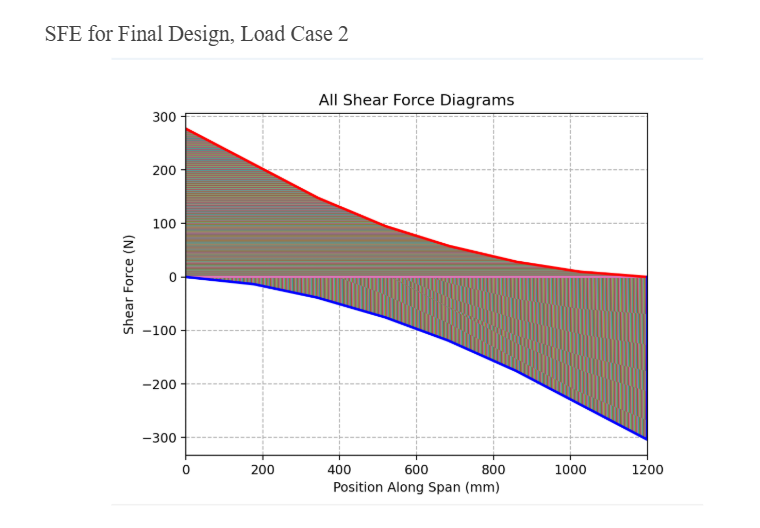 SFE for Final Design, Load Case 2
All Shear Force Diagrams
300
200
100
0
−100
−200
−300
Shear Force (N)
0 200 400 600 800 1000 1200
Position Along Span (mm)